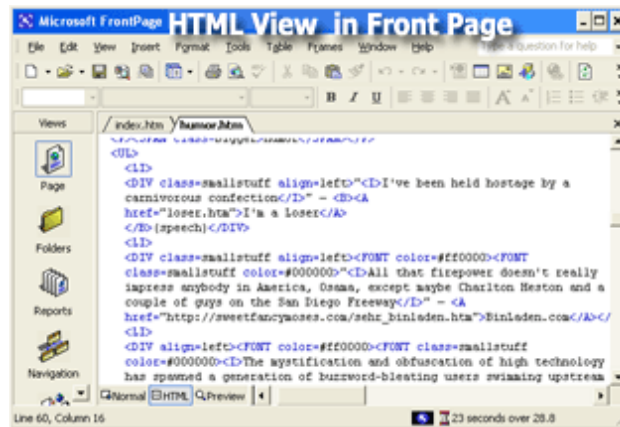 Microsoft FrontPage
HTML View in Front Page
File Edit View Insert Format Tools Table Frames Window Help
Type a question for help
B I U
Views
/index.htm \humor.htm\
<UL>
<LI>
<DIV class=smallstuff align=left>"<I>I've been held hostage by a
carnivorous confection</I>" - <B><A
href="loser.htm">I'm a Loser</A>
</B>(speech)</DIV>
<LI>
<DIV class=smallstuff align=left><FONT color=#ff0000><FONT
class=smallstuff color=#000000>"<I>All that firepower doesn't really
impress anybody in America, Osama, except maybe Charlton Heston and a
couple of guys on the San Diego Freeway</I>" - <A
href="http://sweetfancymoses.com/sehr_binladen.htm">BinLaden.com</A></
<LI>
<DIV align=left><FONT color=#ff0000><FONT class=smallstuff
color=#000000><I>The mystification and obfuscation of high technology
has spawned a generation of buzzword-bleating users swimming upstream
Page
Folders
Reports
Navigation
Normal HTML Preview
Line 60, Column 16
23 seconds over 28.8